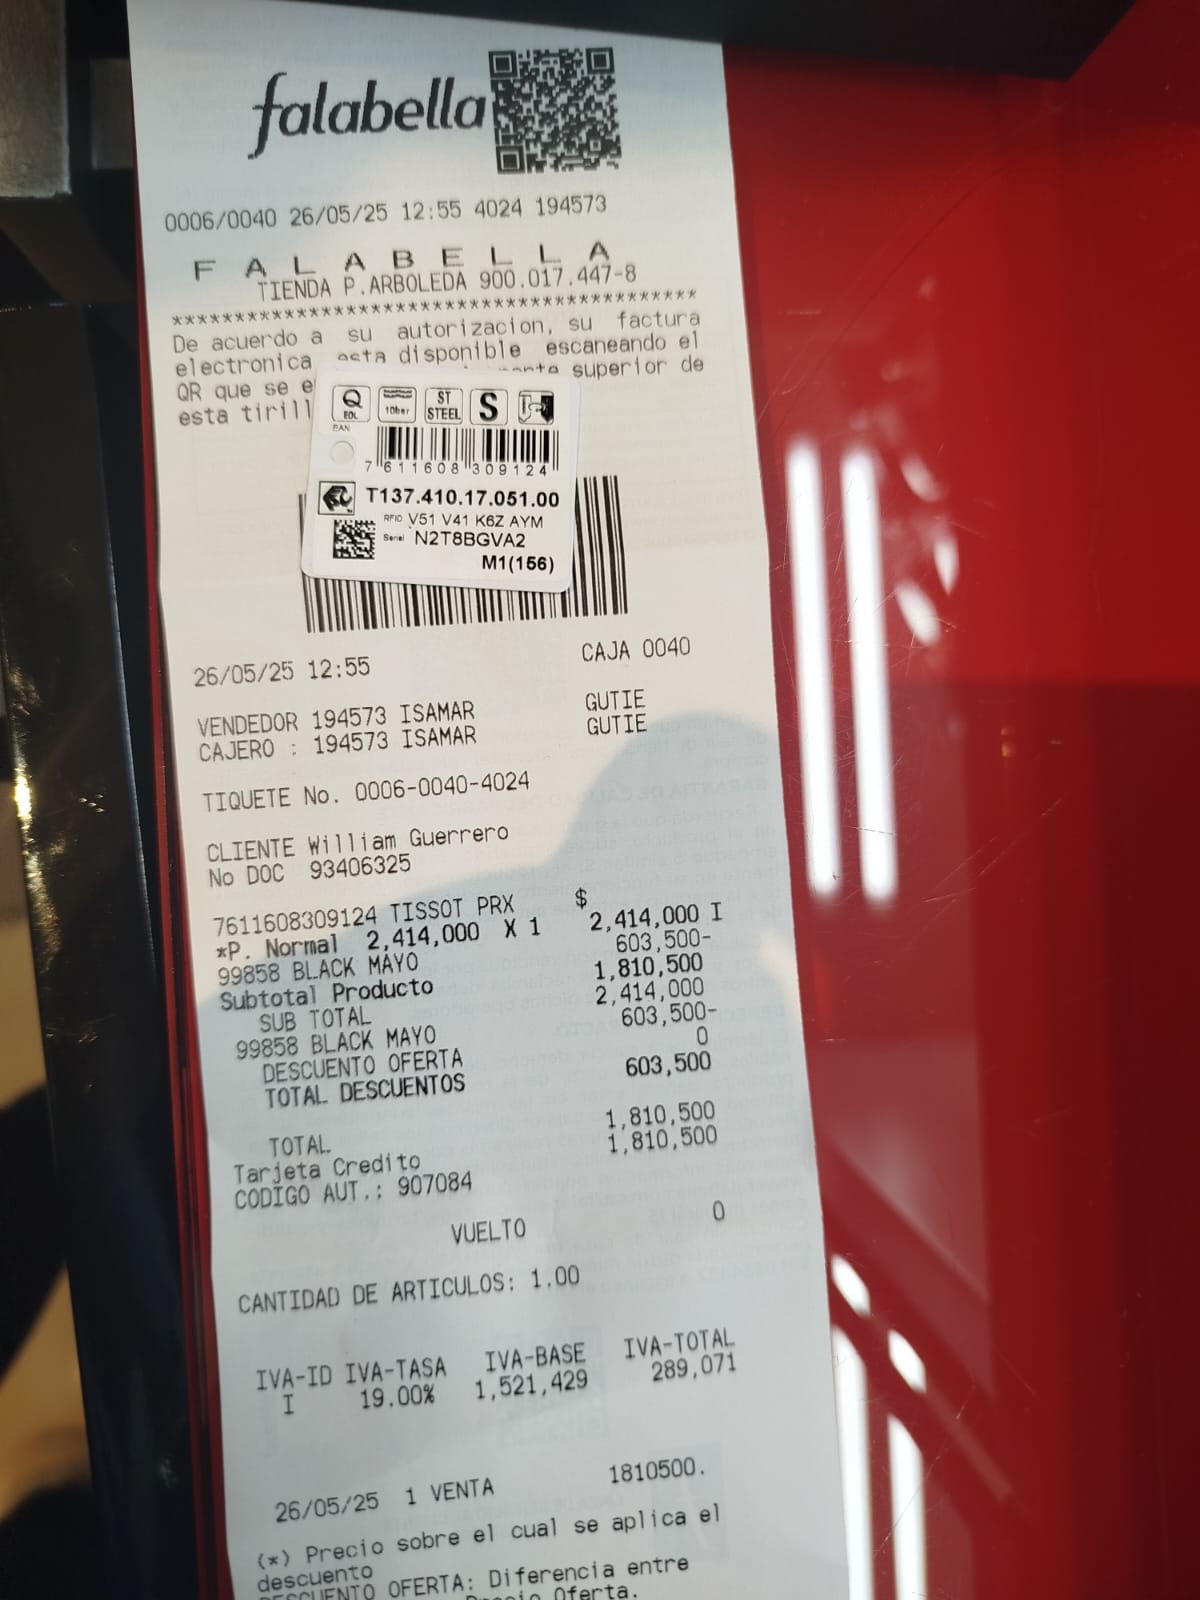 falabella
0006/0040 26/05/25 12:55 4024 194573
F A L A B E L L A
TIENDA P.ARBOLEDA 900.017.447-8
******************************************
De acuerdo a su autorizacion, su factura
electronica esta disponible escaneando el
QR que se superior de
esta
Q EOL 10bar ST STEEL S
EAN
7 611608 309124
T137.410.17.051.00
RFID V51 V41 K6Z AYM
Serial N2T8BGVA2
M1(156)
26/05/25 12:55 CAJA 0040
VENDEDOR 194573 ISAMAR GUTIE
CAJERO : 194573 ISAMAR GUTIE
TIQUETE No. 0006-0040-4024
CLIENTE William Guerrero
No DOC 93406325
$
7611608309124 TISSOT PRX 2,414,000 I
*P. Normal 2,414,000 X 1
99858 BLACK MAYO 603,500-
Subtotal Producto 1,810,500
SUB TOTAL 2,414,000
99858 BLACK MAYO 603,500-
DESCUENTO OFERTA 0
TOTAL DESCUENTOS 603,500
TOTAL 1,810,500
Tarjeta Credito 1,810,500
CODIGO AUT.: 907084
VUELTO 0
CANTIDAD DE ARTICULOS: 1.00
IVA-ID IVA-TASA IVA-BASE IVA-TOTAL
I 19.00% 1,521,429 289,071
26/05/25 1 VENTA 1810500.
(*) Precio sobre el cual se aplica el
descuento
DESCUENTO OFERTA: Diferencia entre
Oferta.